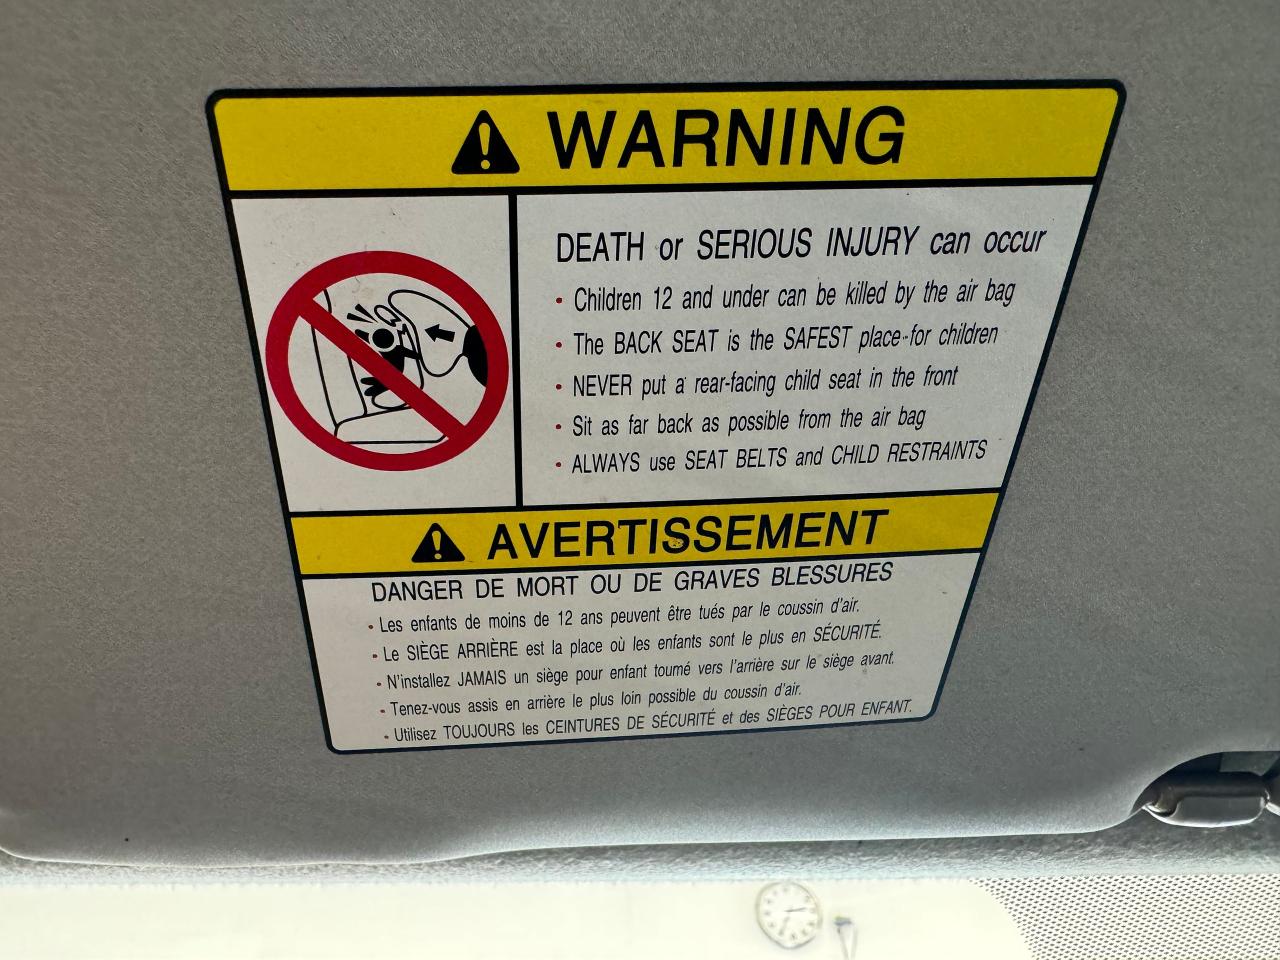 WARNING
DEATH or SERIOUS INJURY can occur
• Children 12 and under can be killed by the air bag
• The BACK SEAT is the SAFEST place for children
• NEVER put a rear-facing child seat in the front
• Sit as far back as possible from the air bag
• ALWAYS use SEAT BELTS and CHILD RESTRAINTS
AVERTISSEMENT
DANGER DE MORT OU DE GRAVES BLESSURES
• Les enfants de moins de 12 ans peuvent être tués par le coussin d'air.
• Le SIÈGE ARRIÈRE est la place où les enfants sont le plus en SÉCURITÉ.
• N'installez JAMAIS un siège pour enfant tourné vers l'arrière sur le siège avant.
• Tenez-vous assis en arrière le plus loin possible du coussin d'air.
• Utilisez TOUJOURS les CEINTURES DE SÉCURITÉ et des SIÈGES POUR ENFANT.